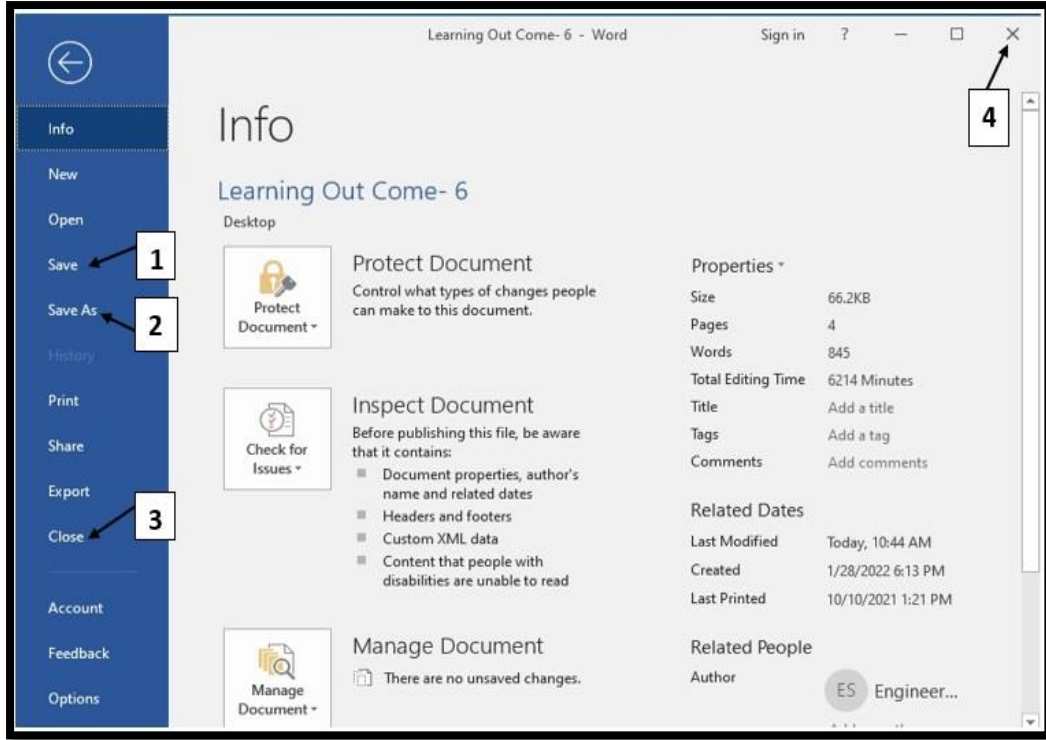 Learning Out Come- 6 - Word
Sign in
?
4
Info
New
Open
Save
1
Save As
2
History
Print
Share
Export
Close
3
Account
Feedback
Options
Info
Learning Out Come- 6
Desktop
Protect
Document
Protect Document
Control what types of changes people
can make to this document.
Check for
Issues
Inspect Document
Before publishing this file, be aware
that it contains:
Document properties, author's
name and related dates
Headers and footers
Custom XML data
Content that people with
disabilities are unable to read
Manage
Document
Manage Document
There are no unsaved changes.
Properties
Size 66.2KB
Pages 4
Words 845
Total Editing Time 6214 Minutes
Title Add a title
Tags Add a tag
Comments Add comments
Related Dates
Last Modified Today, 10:44 AM
Created 1/28/2022 6:13 PM
Last Printed 10/10/2021 1:21 PM
Related People
Author
ES Engineer...